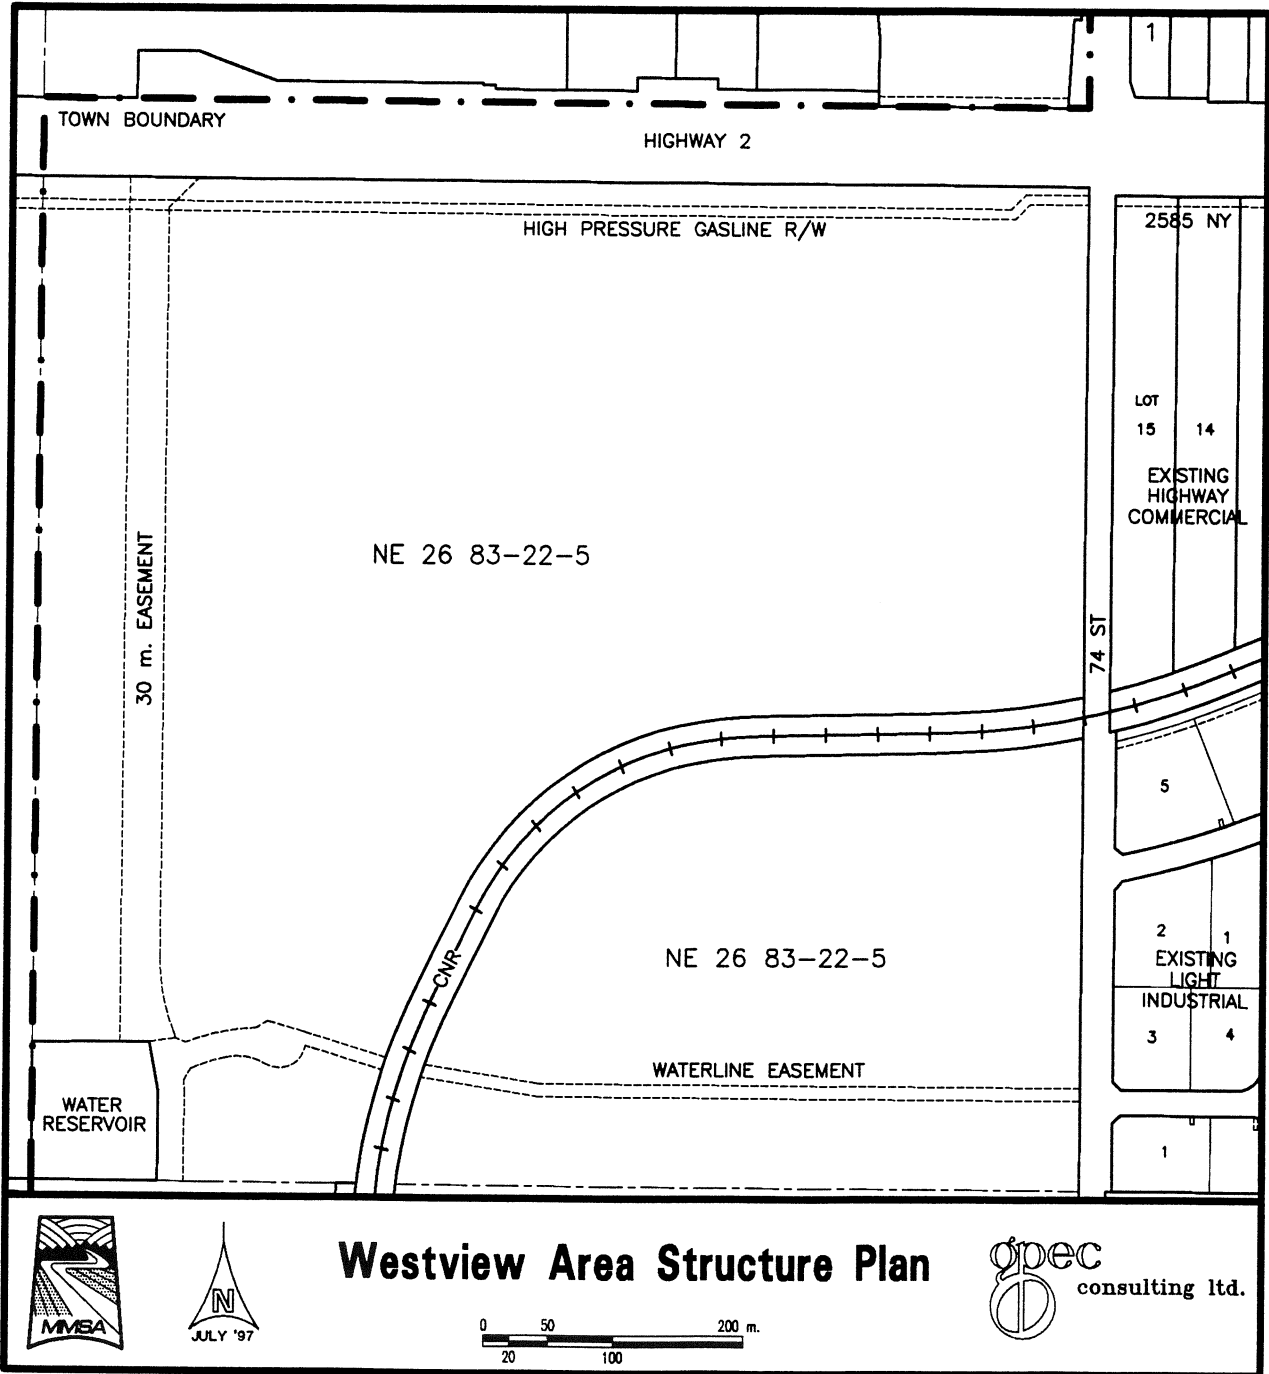 1
TOWN BOUNDARY
HIGHWAY 2
HIGH PRESSURE GASLINE R/W
2585 NY
LOT
15 14
EXISTING
HIGHWAY
COMMERCIAL
30 m. EASEMENT
NE 26 83-22-5
74 ST
5
CNR
NE 26 83-22-5
2 1
EXISTING
LIGHT
INDUSTRIAL
3 4
WATERLINE EASEMENT
WATER
RESERVOIR
1
MMSA
N
JULY '97
Westview Area Structure Plan
0 50 200 m.
20 100
gpec
consulting ltd.